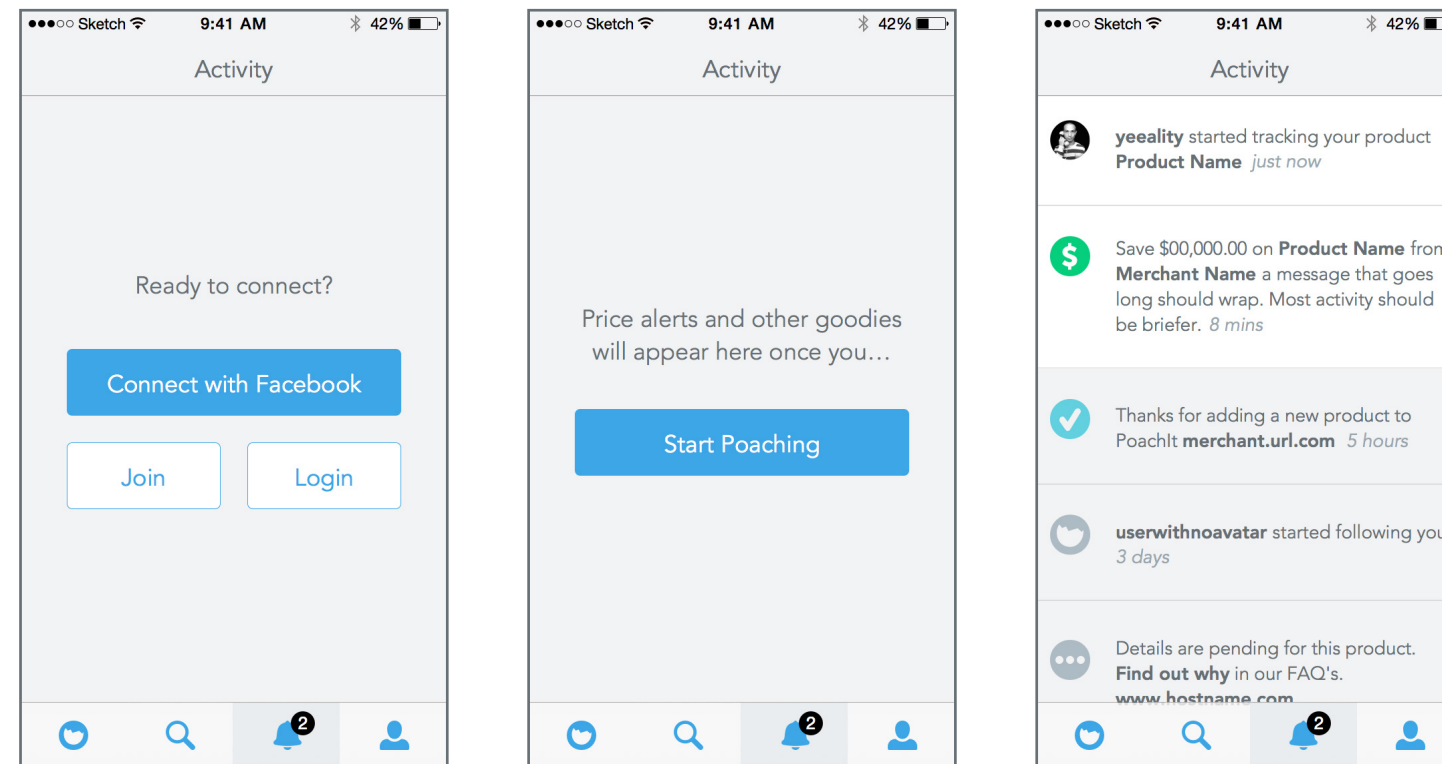 Sketch 9:41 AM 42%
Activity
Ready to connect?
Connect with Facebook
Join Login
2
Sketch 9:41 AM 42%
Activity
Price alerts and other goodies
will appear here once you…
Start Poaching
2
Sketch 9:41 AM 42%
Activity
yeeality started tracking your product
Product Name just now
$
Save $00,000.00 on Product Name from
Merchant Name a message that goes
long should wrap. Most activity should
be briefer. 8 mins
Thanks for adding a new product to
PoachIt merchant.url.com 5 hours
userwithnoavatar started following you
3 days
Details are pending for this product.
Find out why in our FAQ's.
www.hostname.com
2